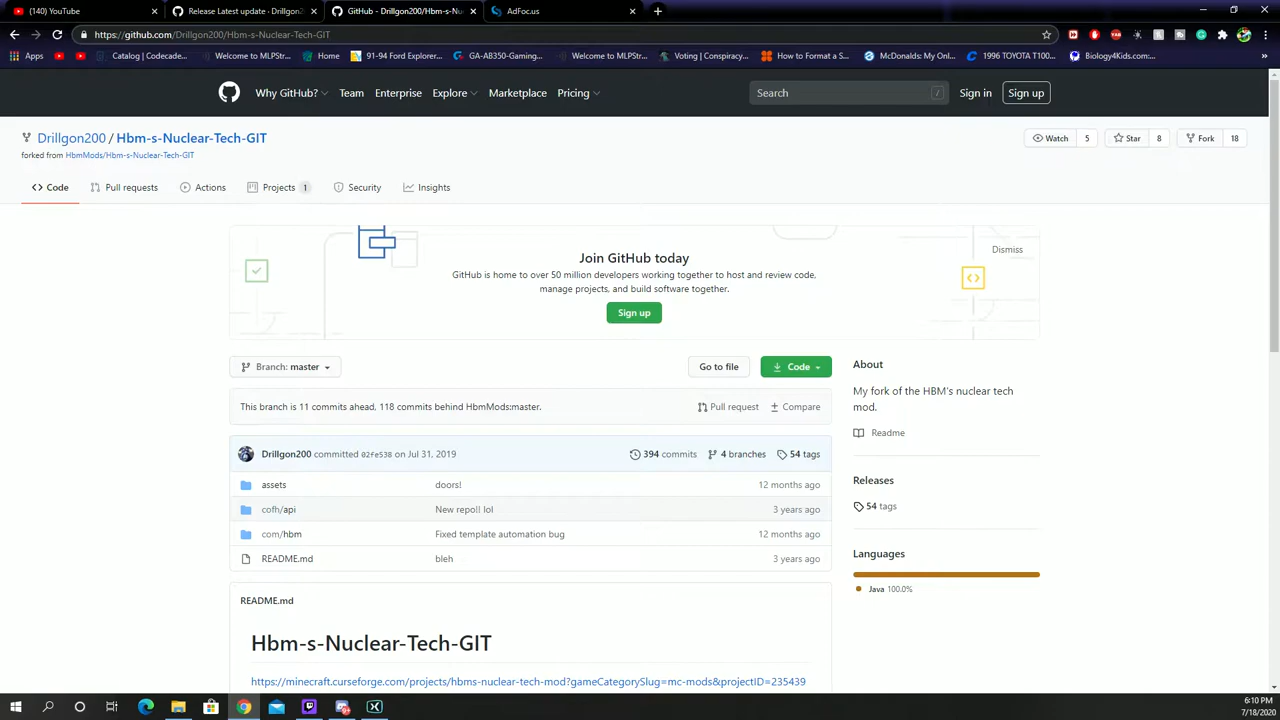 (140) YouTube
Release Latest update · Drillgon2
GitHub - Drillgon200/Hbm-s-Nuc
AdFoc.us
https://github.com/Drillgon200/Hbm-s-Nuclear-Tech-GIT
Apps
Catalog | Codecade...
Welcome to MLPStr...
Home
91-94 Ford Explorer...
GA-AB350-Gaming-...
Welcome to MLPStr...
Voting | Conspiracy...
How to Format a S...
McDonalds: My Onl...
1996 TOYOTA T100...
Biology4Kids.com:...
Why GitHub?
Team
Enterprise
Explore
Marketplace
Pricing
Search
/
Sign in
Sign up
Drillgon200 / Hbm-s-Nuclear-Tech-GIT
forked from HbmMods/Hbm-s-Nuclear-Tech-GIT
Watch 5
Star 8
Fork 18
Code
Pull requests
Actions
Projects 1
Security
Insights
Join GitHub today
Dismiss
GitHub is home to over 50 million developers working together to host and review code,
manage projects, and build software together.
Sign up
Branch: master
Go to file
Code
This branch is 11 commits ahead, 118 commits behind HbmMods:master.
Pull request
Compare
Drillgon200 committed 02fe538 on Jul 31, 2019
394 commits
4 branches
54 tags
assets doors! 12 months ago
cofh/api New repo!! lol 3 years ago
com/hbm Fixed template automation bug 12 months ago
README.md bleh 3 years ago
README.md
Hbm-s-Nuclear-Tech-GIT
https://minecraft.curseforge.com/projects/hbms-nuclear-tech-mod?gameCategorySlug=mc-mods&projectID=235439
About
My fork of the HBM's nuclear tech
mod.
Readme
Releases
54 tags
Languages
Java 100.0%
6:10 PM
7/18/2020